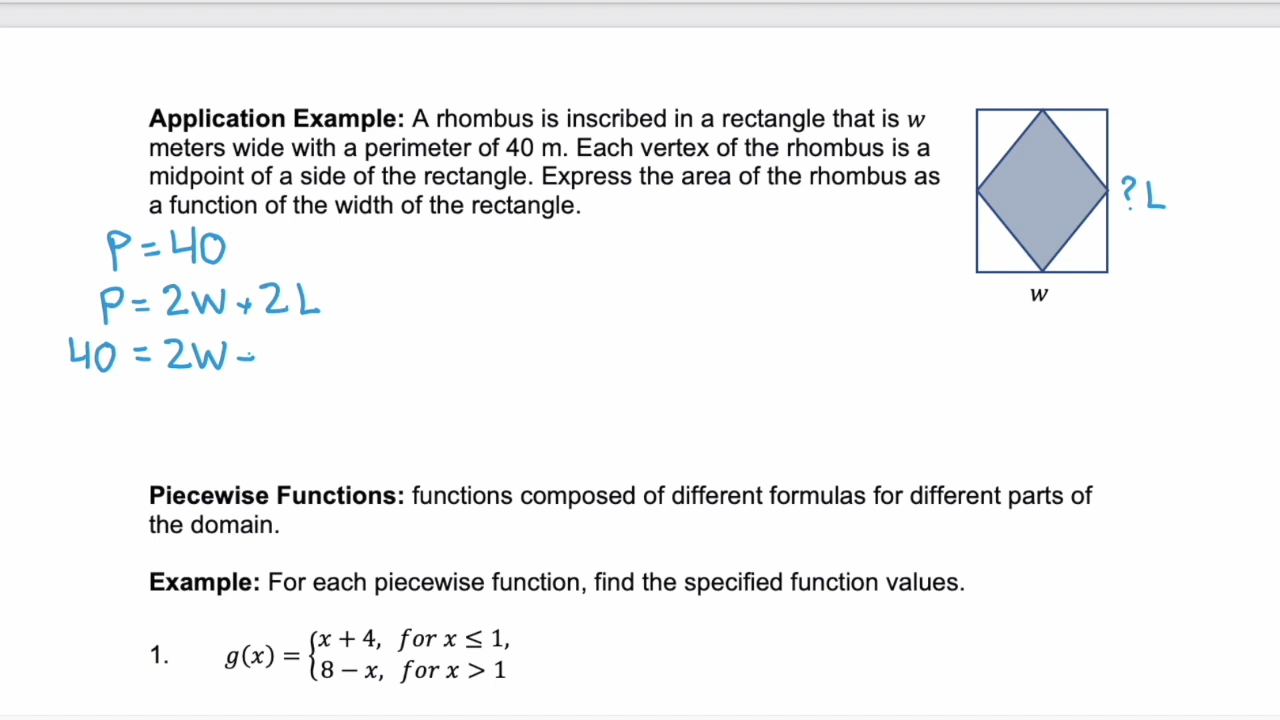 Application Example: A rhombus is inscribed in a rectangle that is w
meters wide with a perimeter of 40 m. Each vertex of the rhombus is a
midpoint of a side of the rectangle. Express the area of the rhombus as
a function of the width of the rectangle.
? L
w
P = 40
P = 2W + 2L
40 = 2W -
Piecewise Functions: functions composed of different formulas for different parts of
the domain.
Example: For each piecewise function, find the specified function values.
1. g(x) = { x + 4, for x ≤ 1,
8 − x, for x > 1